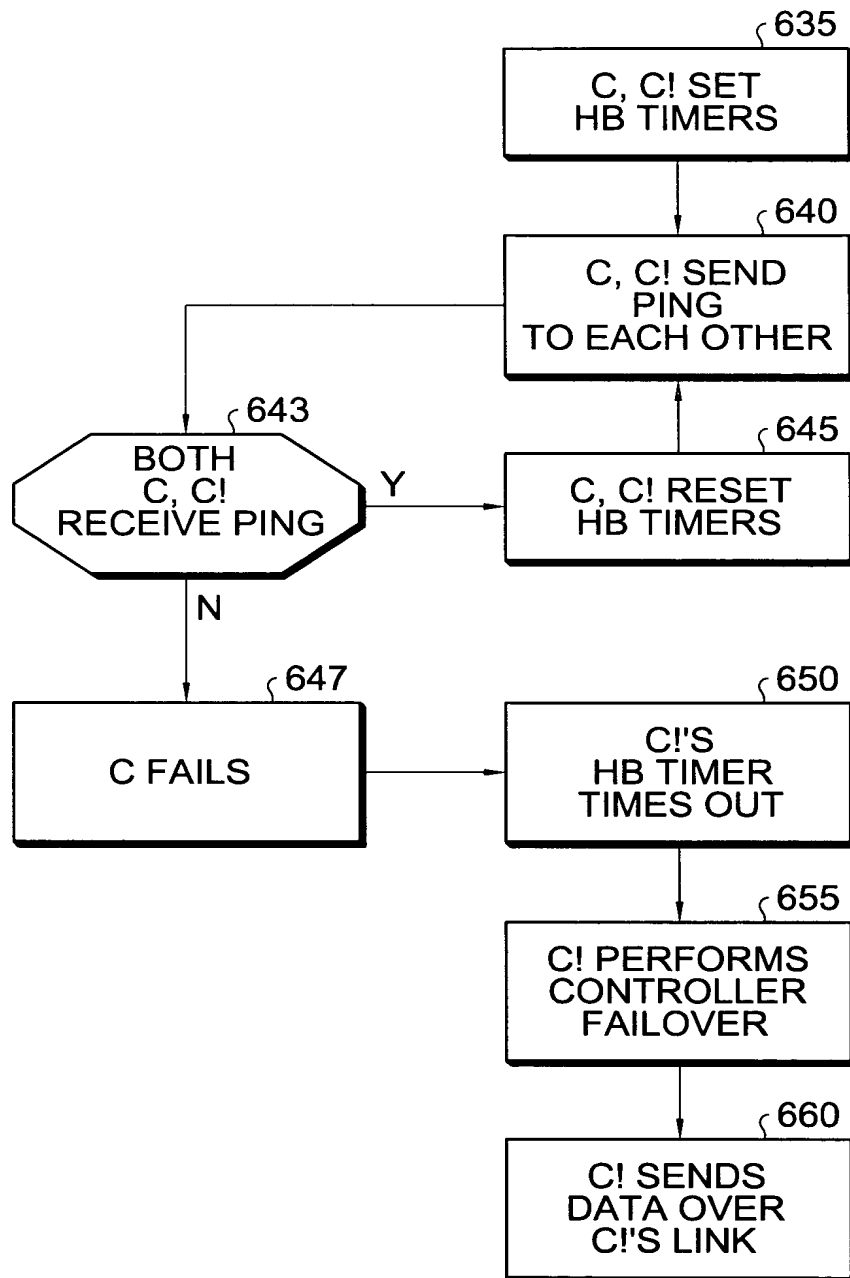 635
C, C! SET
HB TIMERS
640
C, C! SEND
PING
TO EACH OTHER
643
BOTH
C, C!
RECEIVE PING
Y
645
C, C! RESET
HB TIMERS
N
647
C FAILS
650
C!'S
HB TIMER
TIMES OUT
655
C! PERFORMS
CONTROLLER
FAILOVER
660
C! SENDS
DATA OVER
C!'S LINK